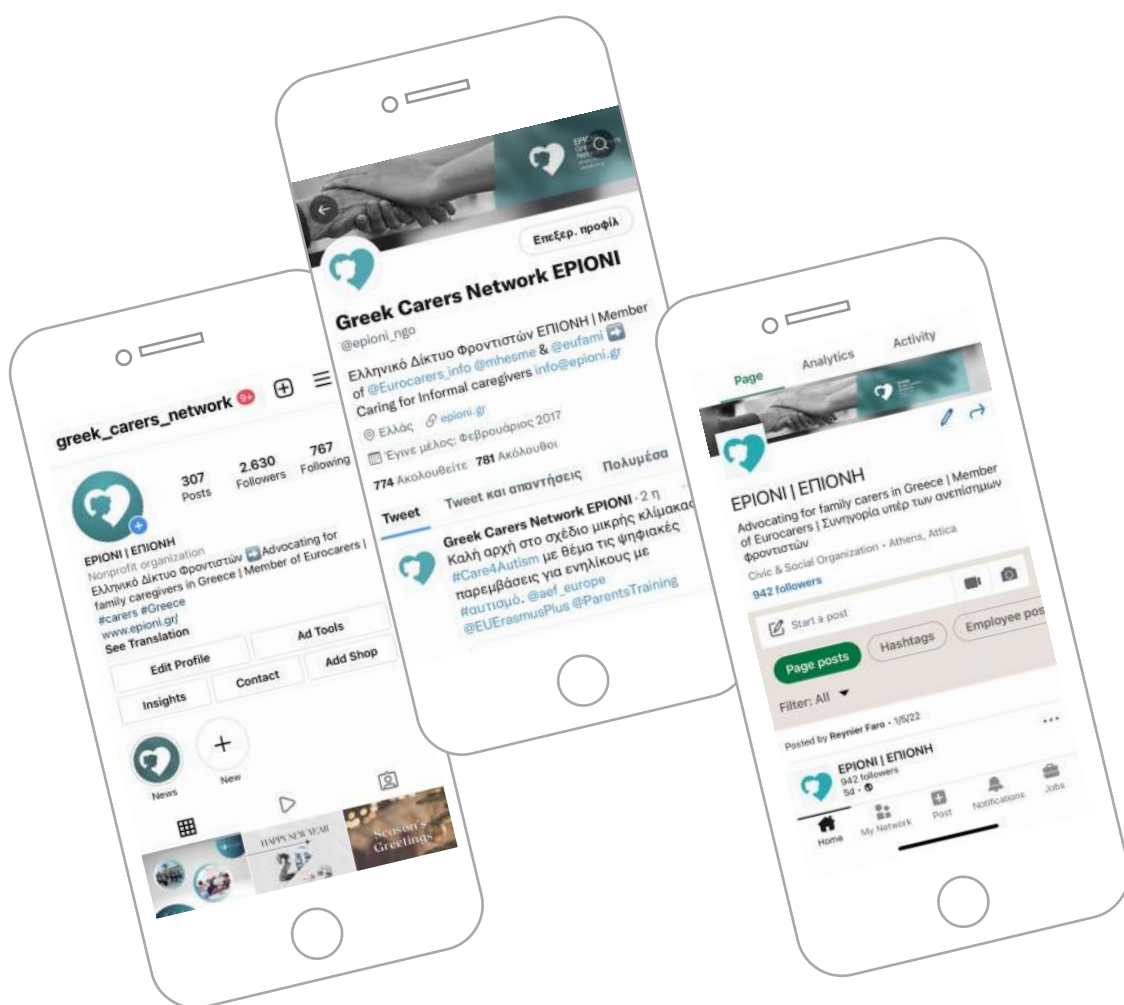 greek_carers_network 9+
307 2.630 767
Posts Followers Following
EPIONI | ΕΠΙΟΝΗ
Nonprofit organization
Ελληνικό Δίκτυο Φροντιστών ➡️ Advocating for
family caregivers in Greece | Member of Eurocarers |
#carers #Greece
www.epioni.gr/
See Translation
Edit Profile Ad Tools
Insights Contact Add Shop
News New
HAPPY NEW YEAR
Season's
Greetings
Επεξερ. προφίλ
Greek Carers Network EPIONI
@epioni_ngo
Ελληνικό Δίκτυο Φροντιστών ΕΠΙΟΝΗ | Member
of @Eurocarers_info @mhesme & @eufami ➡️
Caring for Informal caregivers info@epioni.gr
Ελλάς epioni.gr
Έγινε μέλος: Φεβρουάριος 2017
774 Ακολουθείτε 781 Ακόλουθοι
Tweet Tweet και απαντήσεις Πολυμέσα
Greek Carers Network EPIONI · 2 η
Καλή αρχή στο σχέδιο μικρής κλίμακας
#Care4Autism με θέμα τις ψηφιακές
παρεμβάσεις για ενηλίκους με
#αυτισμό. @aef_europe
@EUErasmusPlus @ParentsTraining
Page Analytics Activity
EPIONI | ΕΠΙΟΝΗ
Advocating for family carers in Greece | Member
of Eurocarers | Συνηγορία υπέρ των ανεπίσημων
φροντιστών
Civic & Social Organization • Athens, Attica
942 followers
Start a post
Page posts Hashtags Employee pos
Filter: All
Posted by Reynier Faro • 1/5/22
EPIONI | ΕΠΙΟΝΗ
942 followers
5d •
Home My Network Post Notifications Jobs